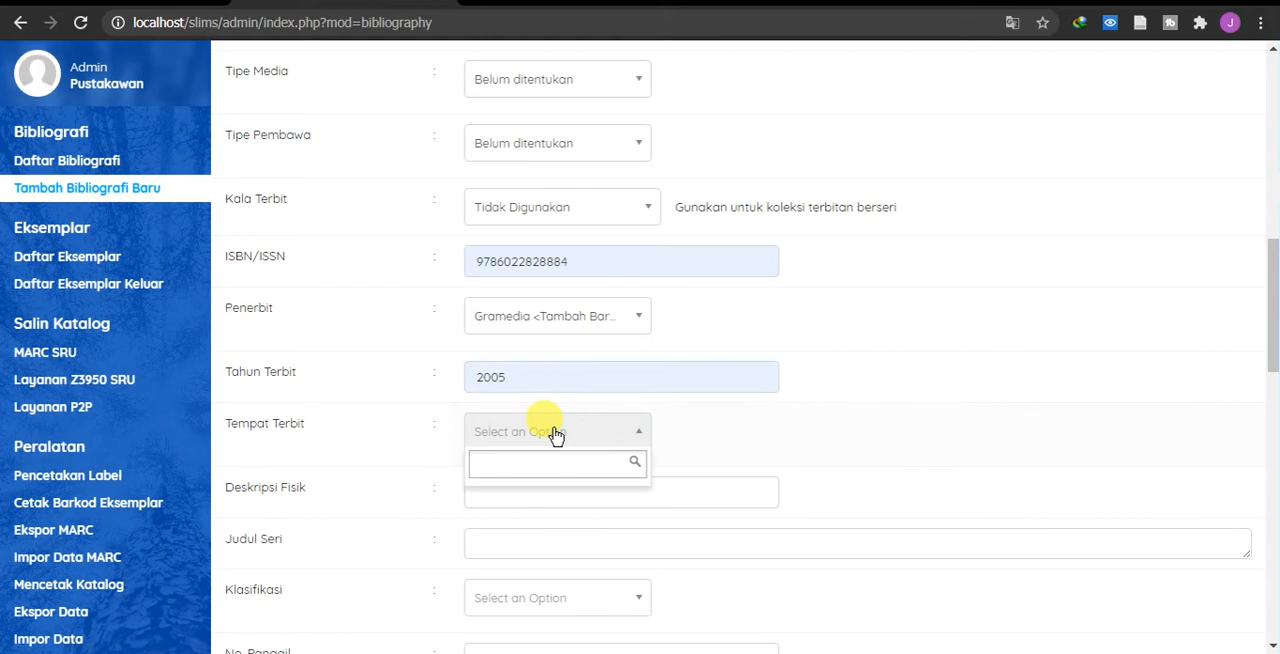 localhost/slims/admin/index.php?mod=bibliography
J
Admin
Pustakawan
Bibliografi
Daftar Bibliografi
Tambah Bibliografi Baru
Eksemplar
Daftar Eksemplar
Daftar Eksemplar Keluar
Salin Katalog
MARC SRU
Layanan Z3950 SRU
Layanan P2P
Peralatan
Pencetakan Label
Cetak Barkod Eksemplar
Ekspor MARC
Impor Data MARC
Mencetak Katalog
Ekspor Data
Impor Data
Tipe Media : Belum ditentukan
Tipe Pembawa : Belum ditentukan
Kala Terbit : Tidak Digunakan Gunakan untuk koleksi terbitan berseri
ISBN/ISSN : 9786022828884
Penerbit : Gramedia <Tambah Bar...
Tahun Terbit : 2005
Tempat Terbit : Select an Option
Deskripsi Fisik :
Judul Seri :
Klasifikasi : Select an Option
No. Panggil